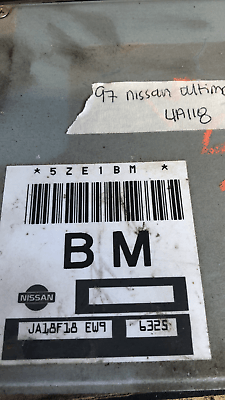 97 nissan altima
4A118
*5ZE1BM*
BM
NISSAN
JA18F18 EW9 6325